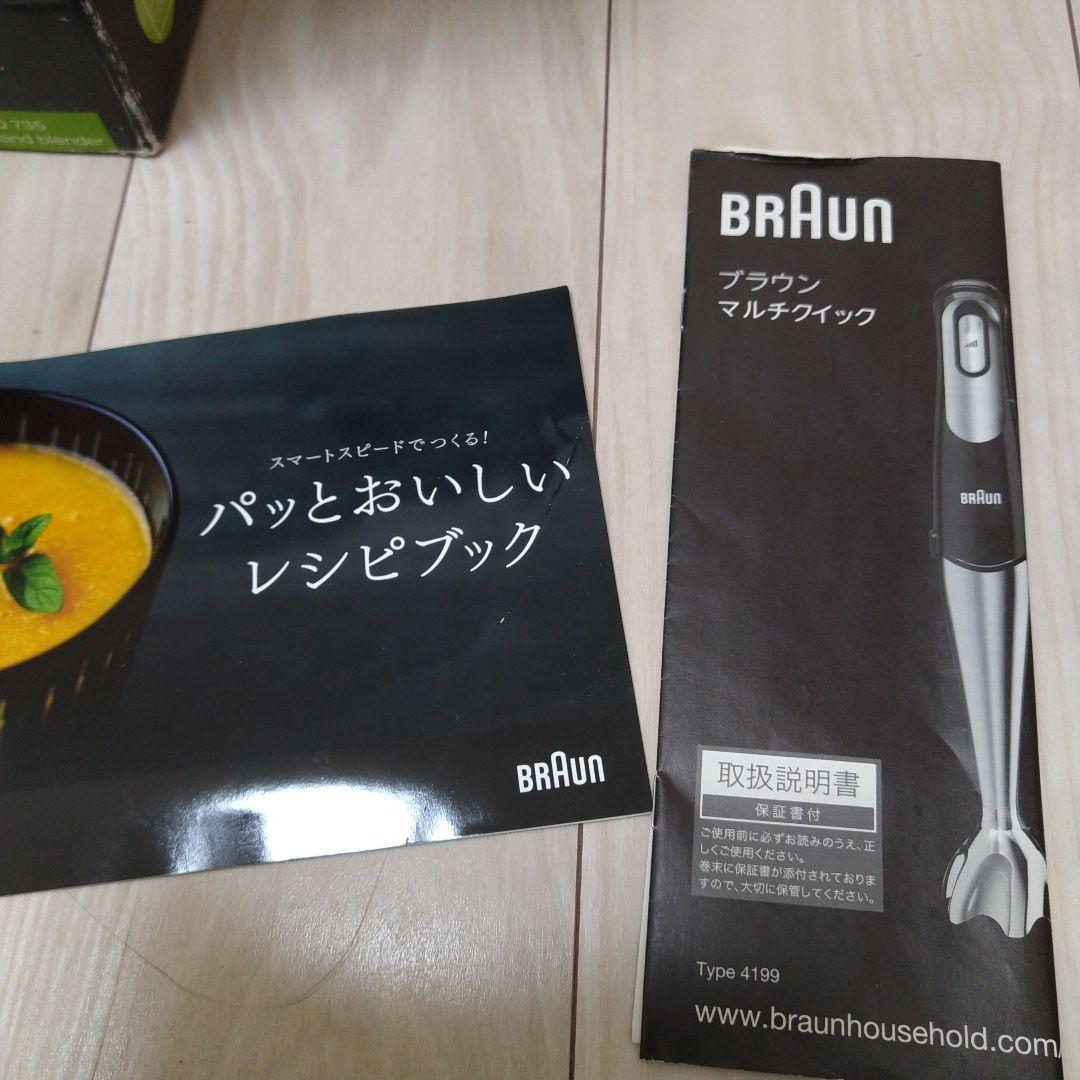 735
hand blender
スマートスピードでつくる!
パッとおいしい
レシピブック
BRAUN
BRAUN
ブラウン
マルチクイック
BRAUN
取扱説明書
保証書付
ご使用前に必ずお読みのうえ、正
しくご使用ください。
巻末に保証書が添付されておりま
すので、大切に保管してください。
Type 4199
www.braunhousehold.com/